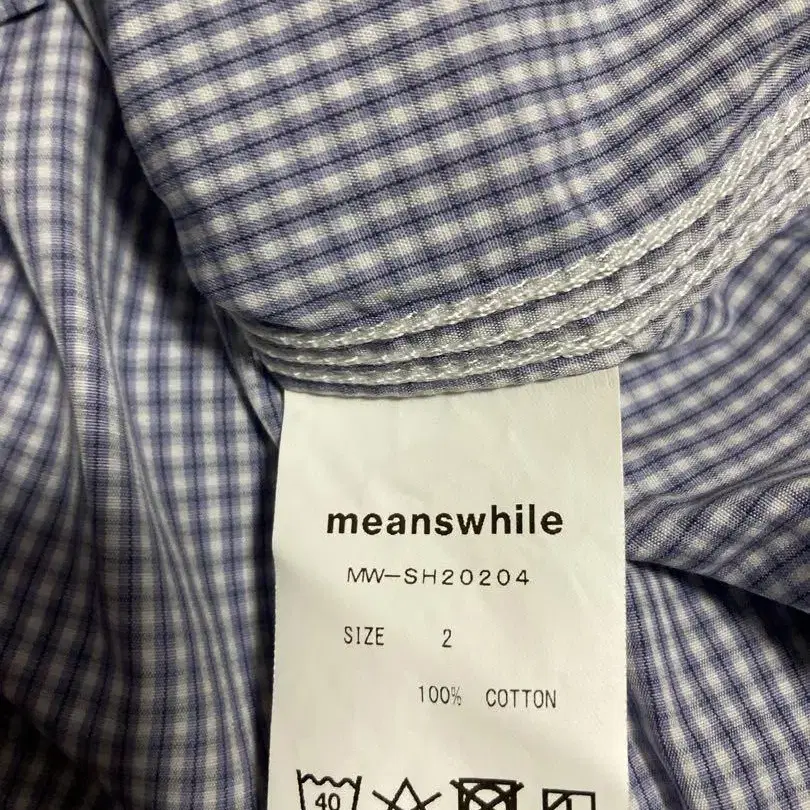 meanswhile
MW-SH20204
SIZE 2
100% COTTON
40